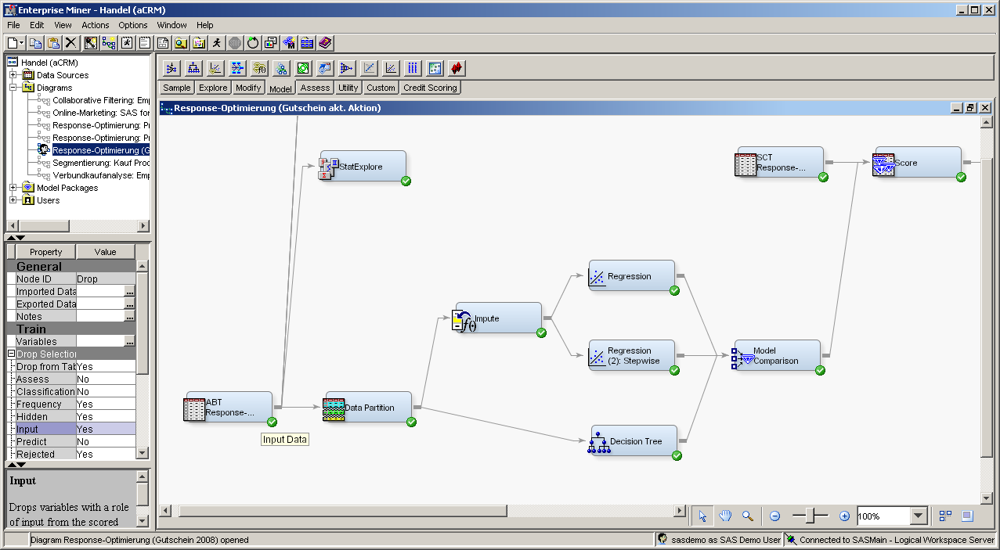 Enterprise Miner - Handel (aCRM)
File Edit View Actions Options Window Help
Handel (aCRM)
Data Sources
Diagrams
Collaborative Filtering: Emp
Online-Marketing: SAS for
Response-Optimierung: Pr
Response-Optimierung: Pr
Response-Optimierung (G
Segmentierung: Kauf Proc
Verbundkaufanalyse: Emp
Model Packages
Users
Property Value
General
Node ID Drop
Imported Data ...
Exported Data ...
Notes ...
Train
Variables ...
Drop Selection
Drop from Tab Yes
Assess No
Classification No
Frequency Yes
Hidden Yes
Input Yes
Predict No
Rejected Yes
Input
Drops variables with a role
of input from the scored
Sample Explore Modify Model Assess Utility Custom Credit Scoring
Response-Optimierung (Gutschein akt. Aktion)
StatExplore
SCT
Response-...
Score
Regression
Impute
Regression
(2): Stepwise
Model
Comparison
ABT
Response-...
Data Partition
Input Data
Decision Tree
100%
Diagram Response-Optimierung (Gutschein 2008) opened
sasdemo as SAS Demo User
Connected to SASMain - Logical Workspace Server